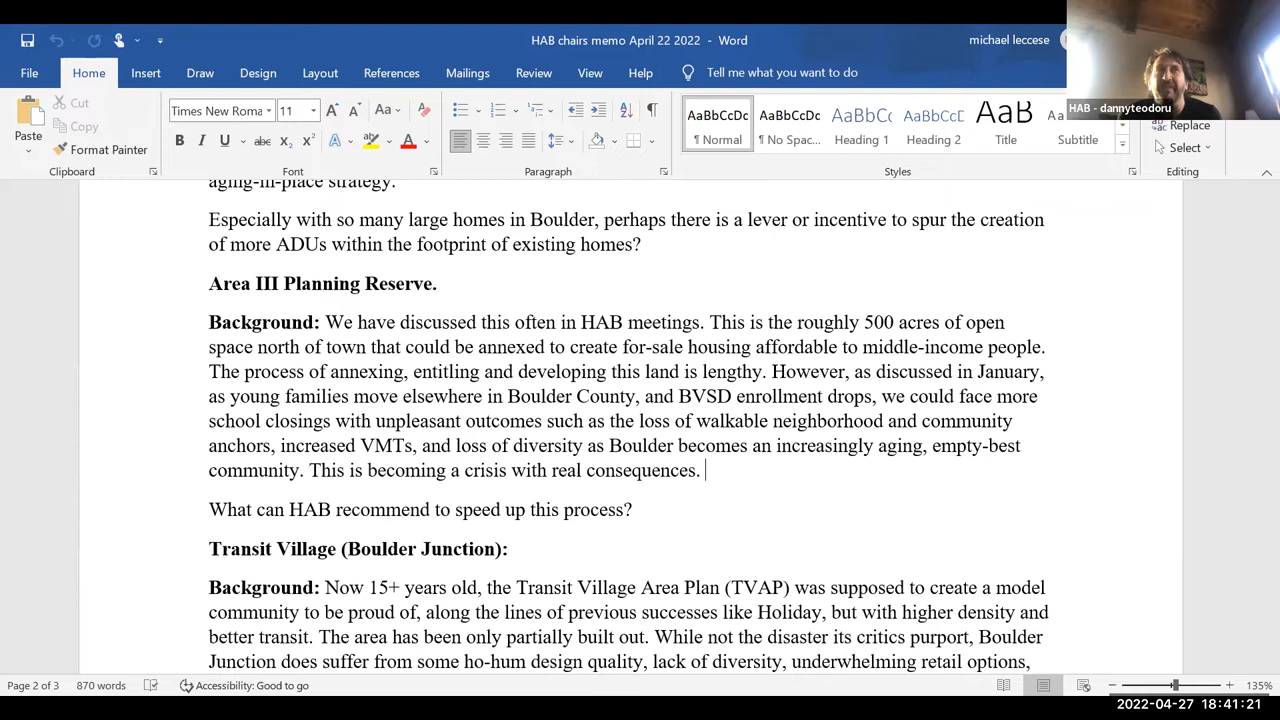 HAB chairs memo April 22 2022 - Word
michael leccese
File Home Insert Draw Design Layout References Mailings Review View Help Tell me what you want to do
HAB - dannyteodoru
Paste
Cut
Copy
Format Painter
Clipboard
Times New Roma 11
Font
Paragraph
AaBbCcDc AaBbCcDc AaBbCc AaBbCcD AaB
¶ Normal ¶ No Spac... Heading 1 Heading 2 Title Subtitle
Styles
Replace
Select
Editing
aging-in-place strategy.
Especially with so many large homes in Boulder, perhaps there is a lever or incentive to spur the creation
of more ADUs within the footprint of existing homes?
Area III Planning Reserve.
Background: We have discussed this often in HAB meetings. This is the roughly 500 acres of open
space north of town that could be annexed to create for-sale housing affordable to middle-income people.
The process of annexing, entitling and developing this land is lengthy. However, as discussed in January,
as young families move elsewhere in Boulder County, and BVSD enrollment drops, we could face more
school closings with unpleasant outcomes such as the loss of walkable neighborhood and community
anchors, increased VMTs, and loss of diversity as Boulder becomes an increasingly aging, empty-best
community. This is becoming a crisis with real consequences.
What can HAB recommend to speed up this process?
Transit Village (Boulder Junction):
Background: Now 15+ years old, the Transit Village Area Plan (TVAP) was supposed to create a model
community to be proud of, along the lines of previous successes like Holiday, but with higher density and
better transit. The area has been only partially built out. While not the disaster its critics purport, Boulder
Junction does suffer from some ho-hum design quality, lack of diversity, underwhelming retail options,
Page 2 of 3 870 words Accessibility: Good to go 135%
2022-04-27 18:41:21